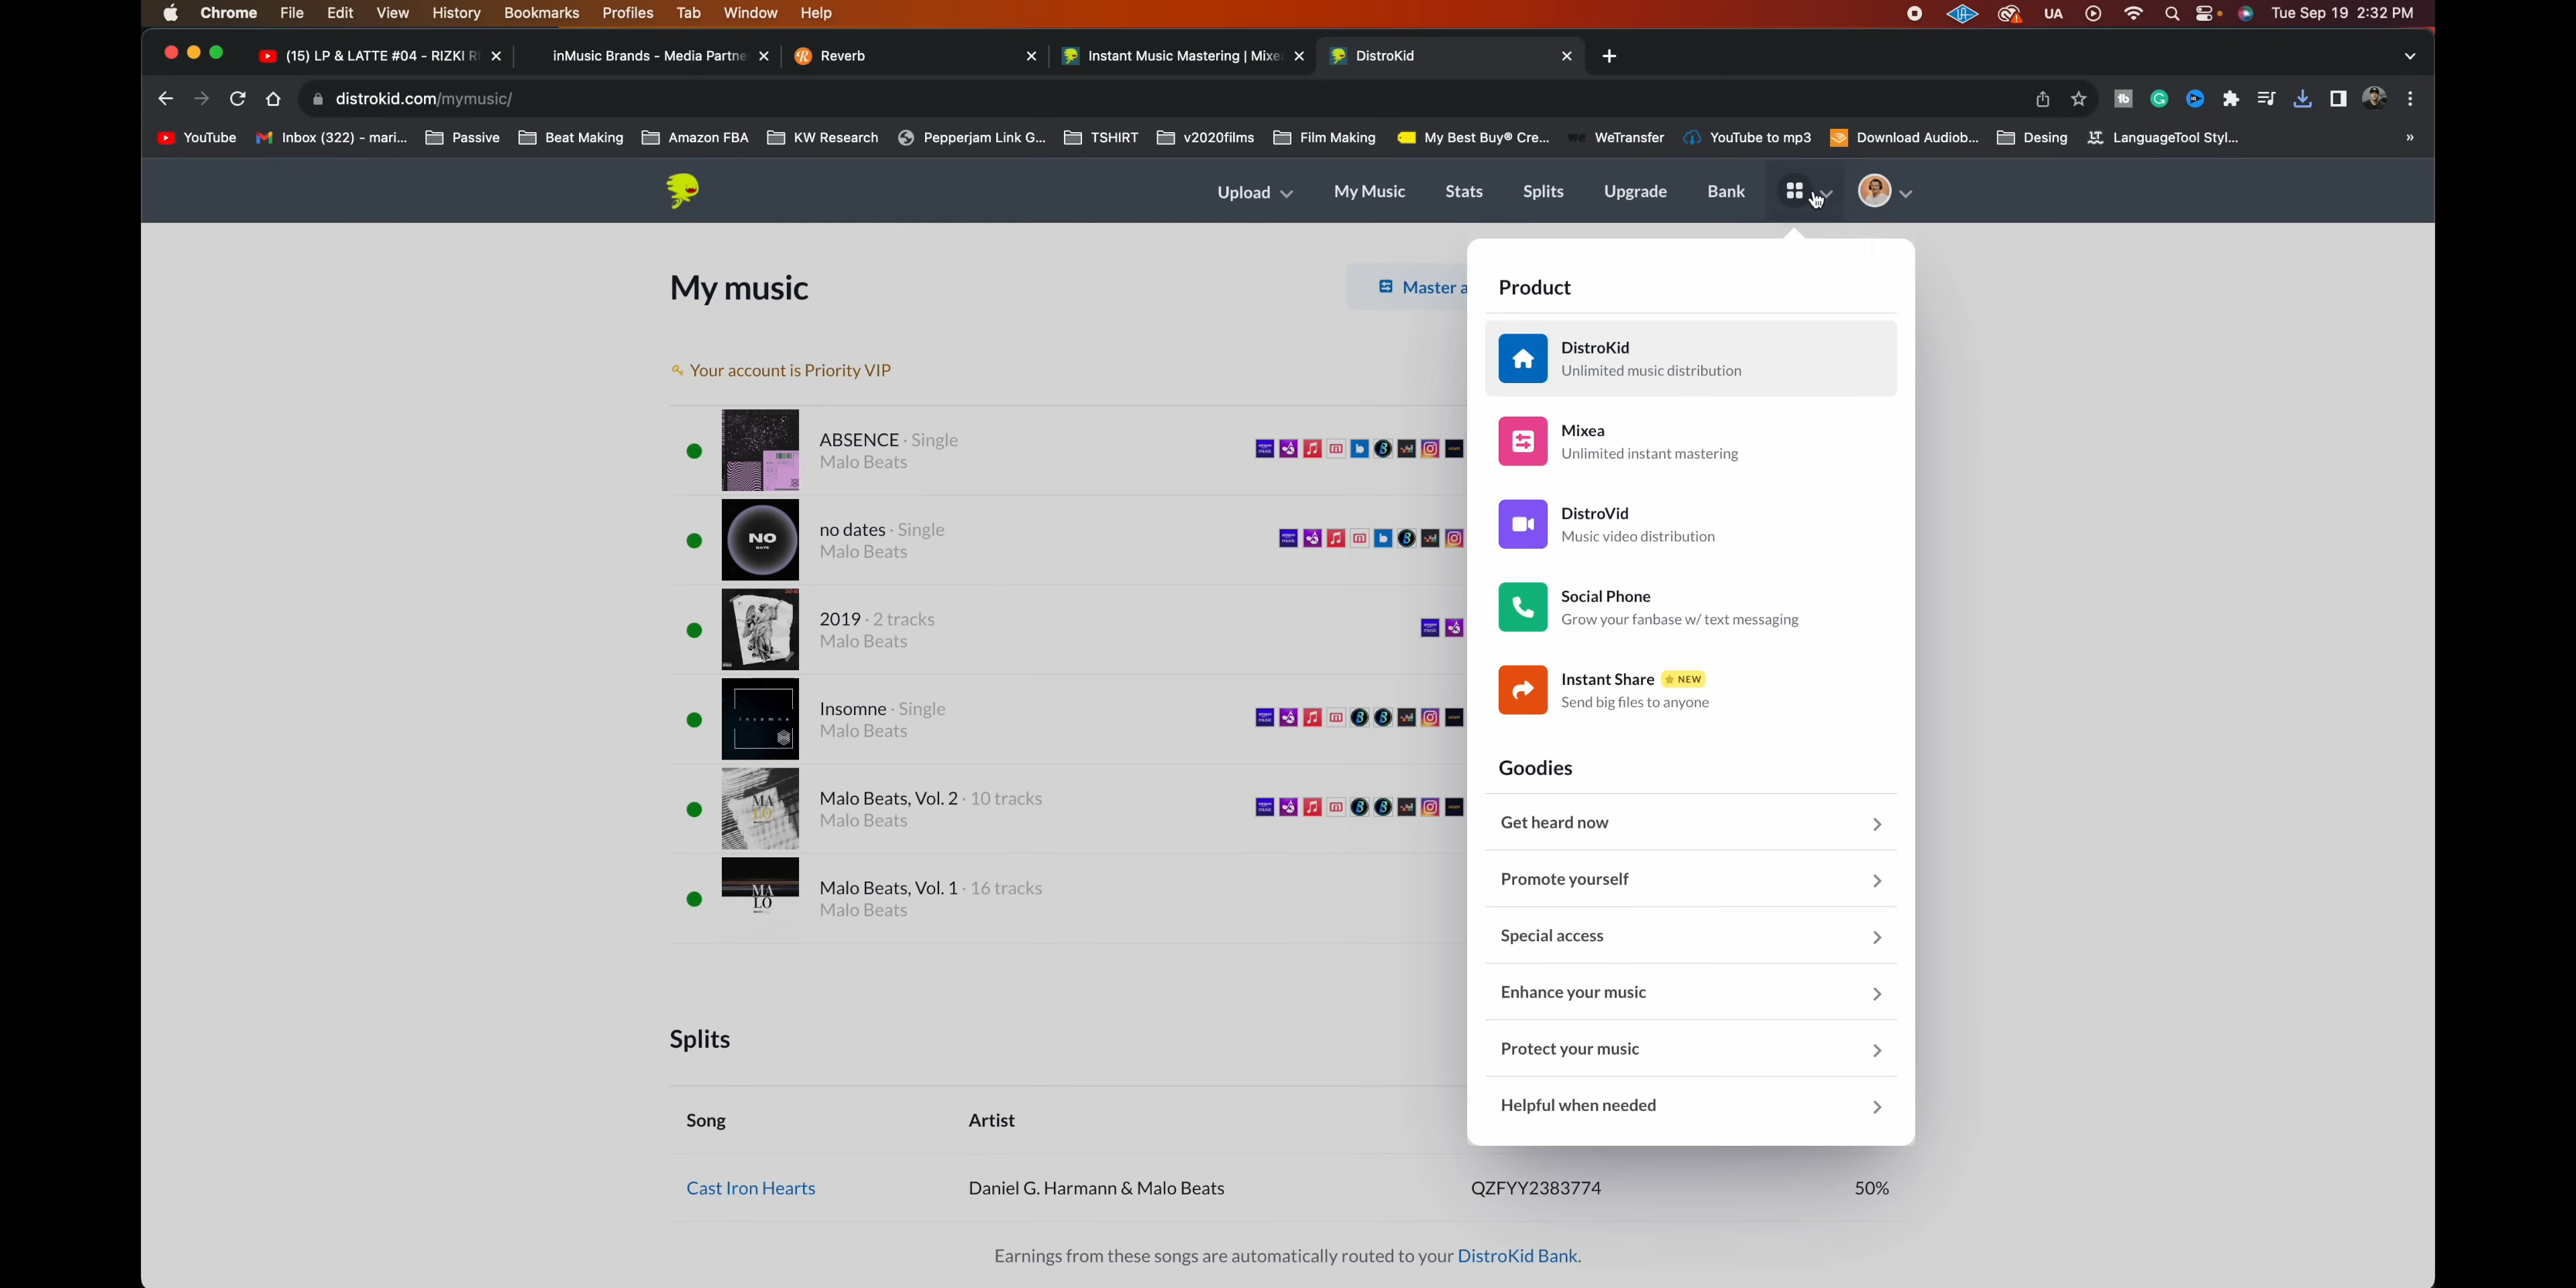 Chrome File Edit View History Bookmarks Profiles Tab Window Help UA Tue Sep 19 2:32 PM
(15) LP & LATTE #04 - RIZKI R inMusic Brands - Media Partne Reverb Instant Music Mastering | Mixe DistroKid
distrokid.com/mymusic/
YouTube Inbox (322) - mari... Passive Beat Making Amazon FBA KW Research Pepperjam Link G... TSHIRT v2020films Film Making My Best Buy® Cre... WeTransfer YouTube to mp3 Download Audiob... Desing LanguageTool Styl... »
Upload My Music Stats Splits Upgrade Bank
My music
Master a
Your account is Priority VIP
ABSENCE · Single
Malo Beats
NO
DATE
no dates · Single
Malo Beats
2019 · 2 tracks
Malo Beats
insomne
Insomne · Single
Malo Beats
MA
LO
Malo Beats, Vol. 2 · 10 tracks
Malo Beats
MA
LO
Malo Beats, Vol. 1 · 16 tracks
Malo Beats
Product
DistroKid
Unlimited music distribution
Mixea
Unlimited instant mastering
DistroVid
Music video distribution
Social Phone
Grow your fanbase w/ text messaging
Instant Share NEW
Send big files to anyone
Goodies
Get heard now
Promote yourself
Special access
Enhance your music
Protect your music
Helpful when needed
Splits
Song Artist
Cast Iron Hearts Daniel G. Harmann & Malo Beats QZFYY2383774 50%
Earnings from these songs are automatically routed to your DistroKid Bank.